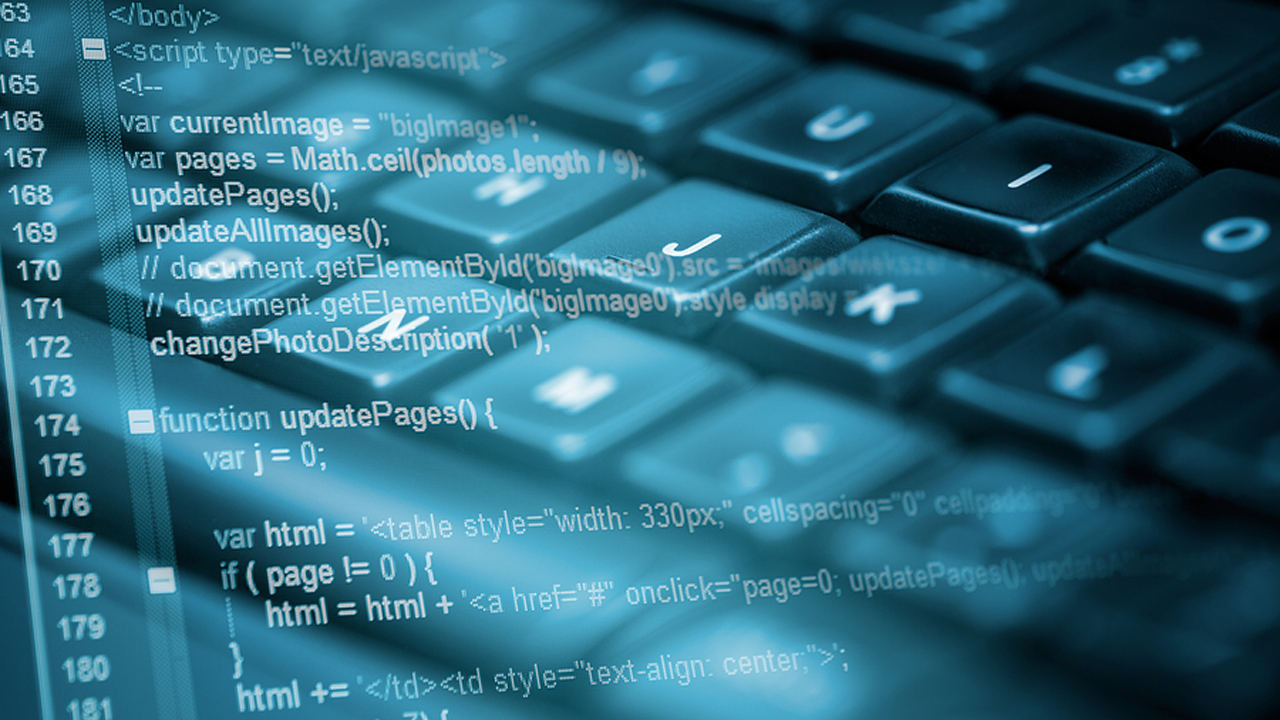 63 </body>
164 <script type="text/javascript">
165 <!--
166 var currentImage = "bigImage1";
167 var pages = Math.ceil(photos.length / 9);
168 updatePages();
169 updateAllImages();
170 // document.getElementById('bigImage0').src = 'images/wieksze
171 // document.getElementById('bigImage0').style.display =
172 changePhotoDescription( '1' );
173
174 function updatePages() {
175 var j = 0;
176
177 var html = '<table style="width: 330px;" cellspacing="0" cellpadding="0"
178 if ( page != 0 ) {
179 html = html + '<a href="#" onclick="page=0; updatePages();
180 }
181 html += '</td><td style="text-align: center;">';
U
I
O
H
J
K
L
N
M